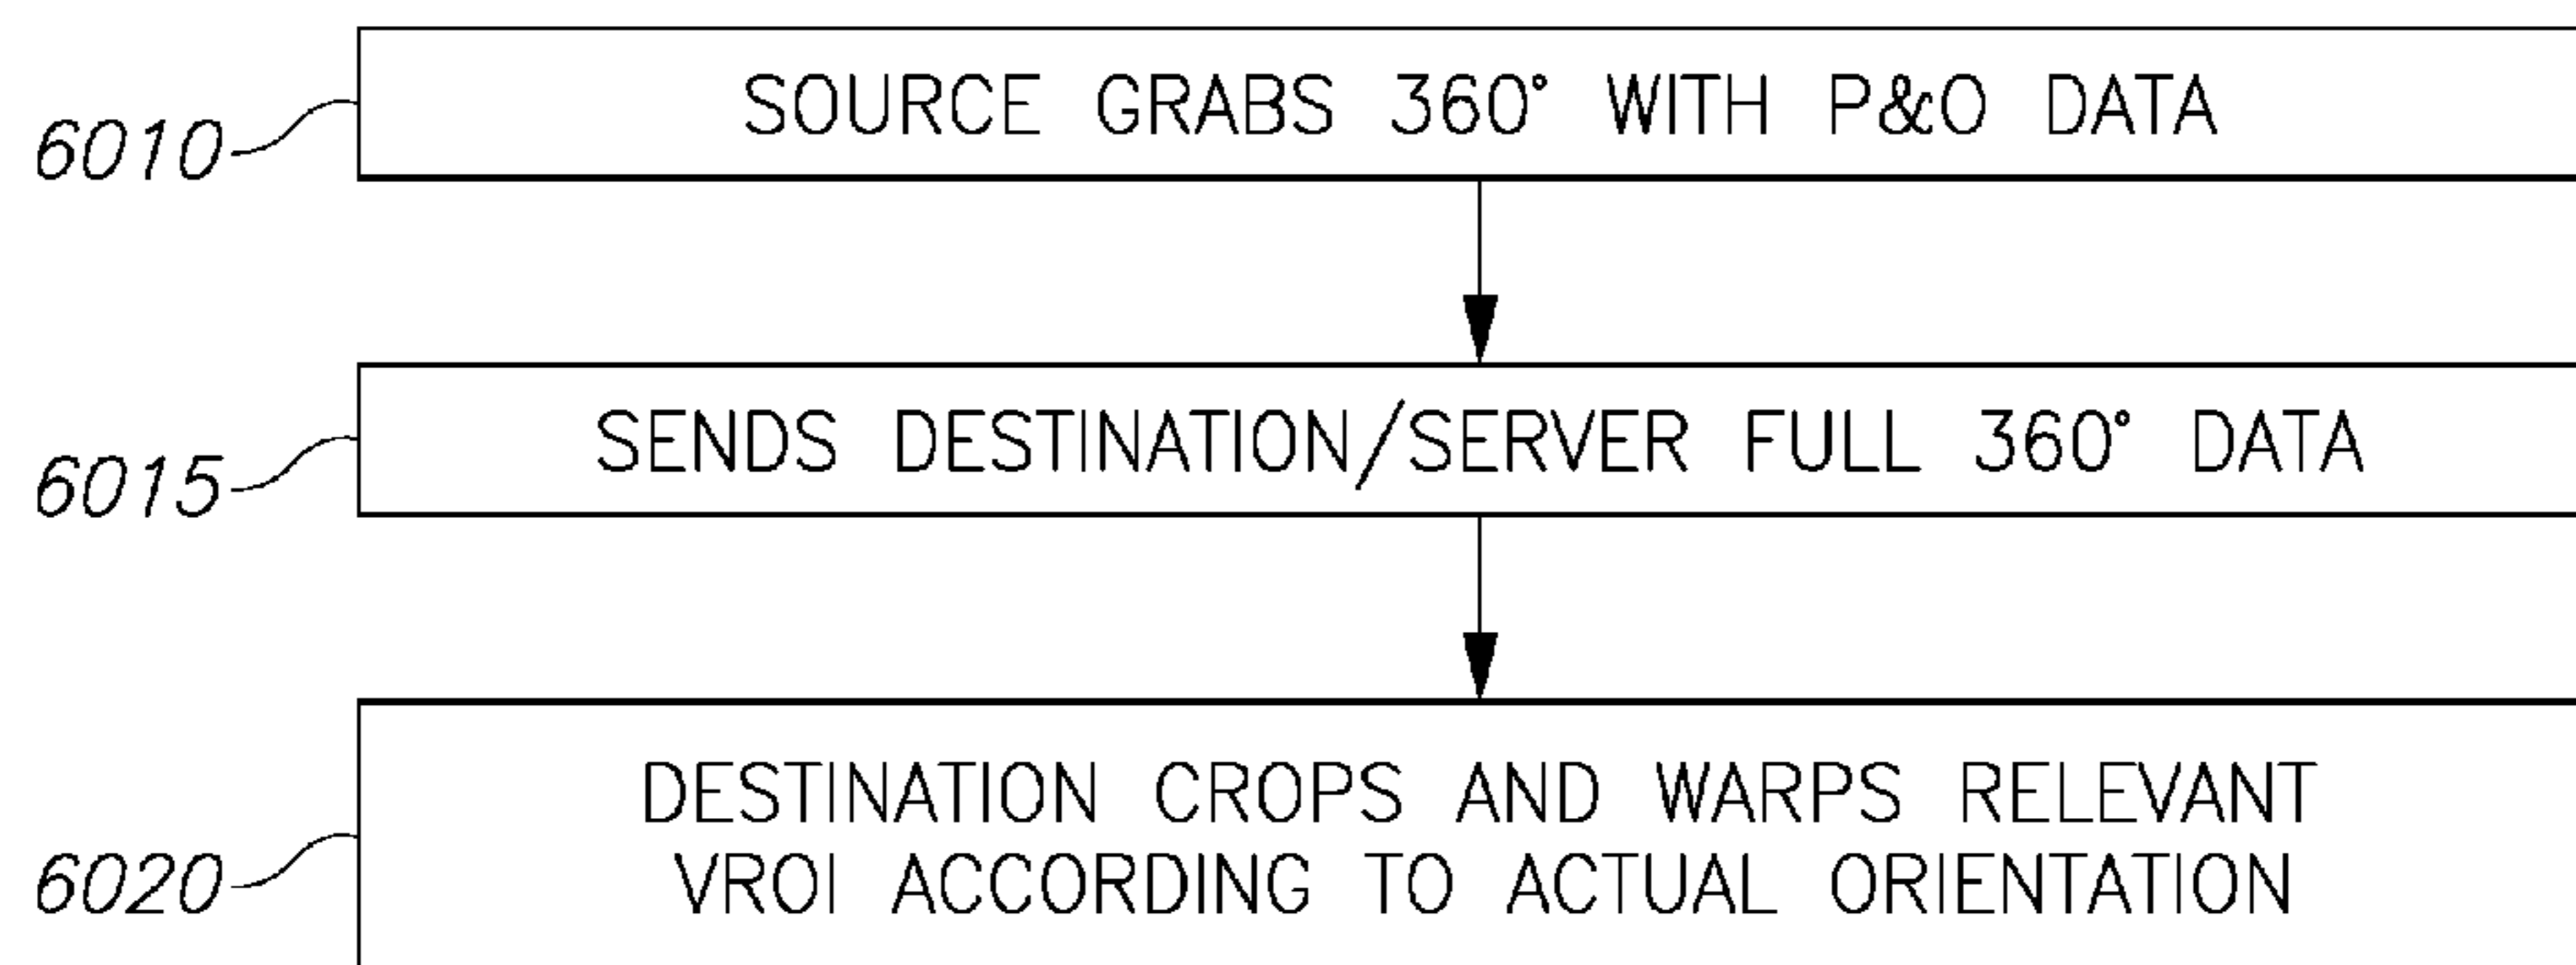 6010
SOURCE GRABS 360° WITH P&O DATA
6015
SENDS DESTINATION/SERVER FULL 360° DATA
6020
DESTINATION CROPS AND WARPS RELEVANT
VROI ACCORDING TO ACTUAL ORIENTATION